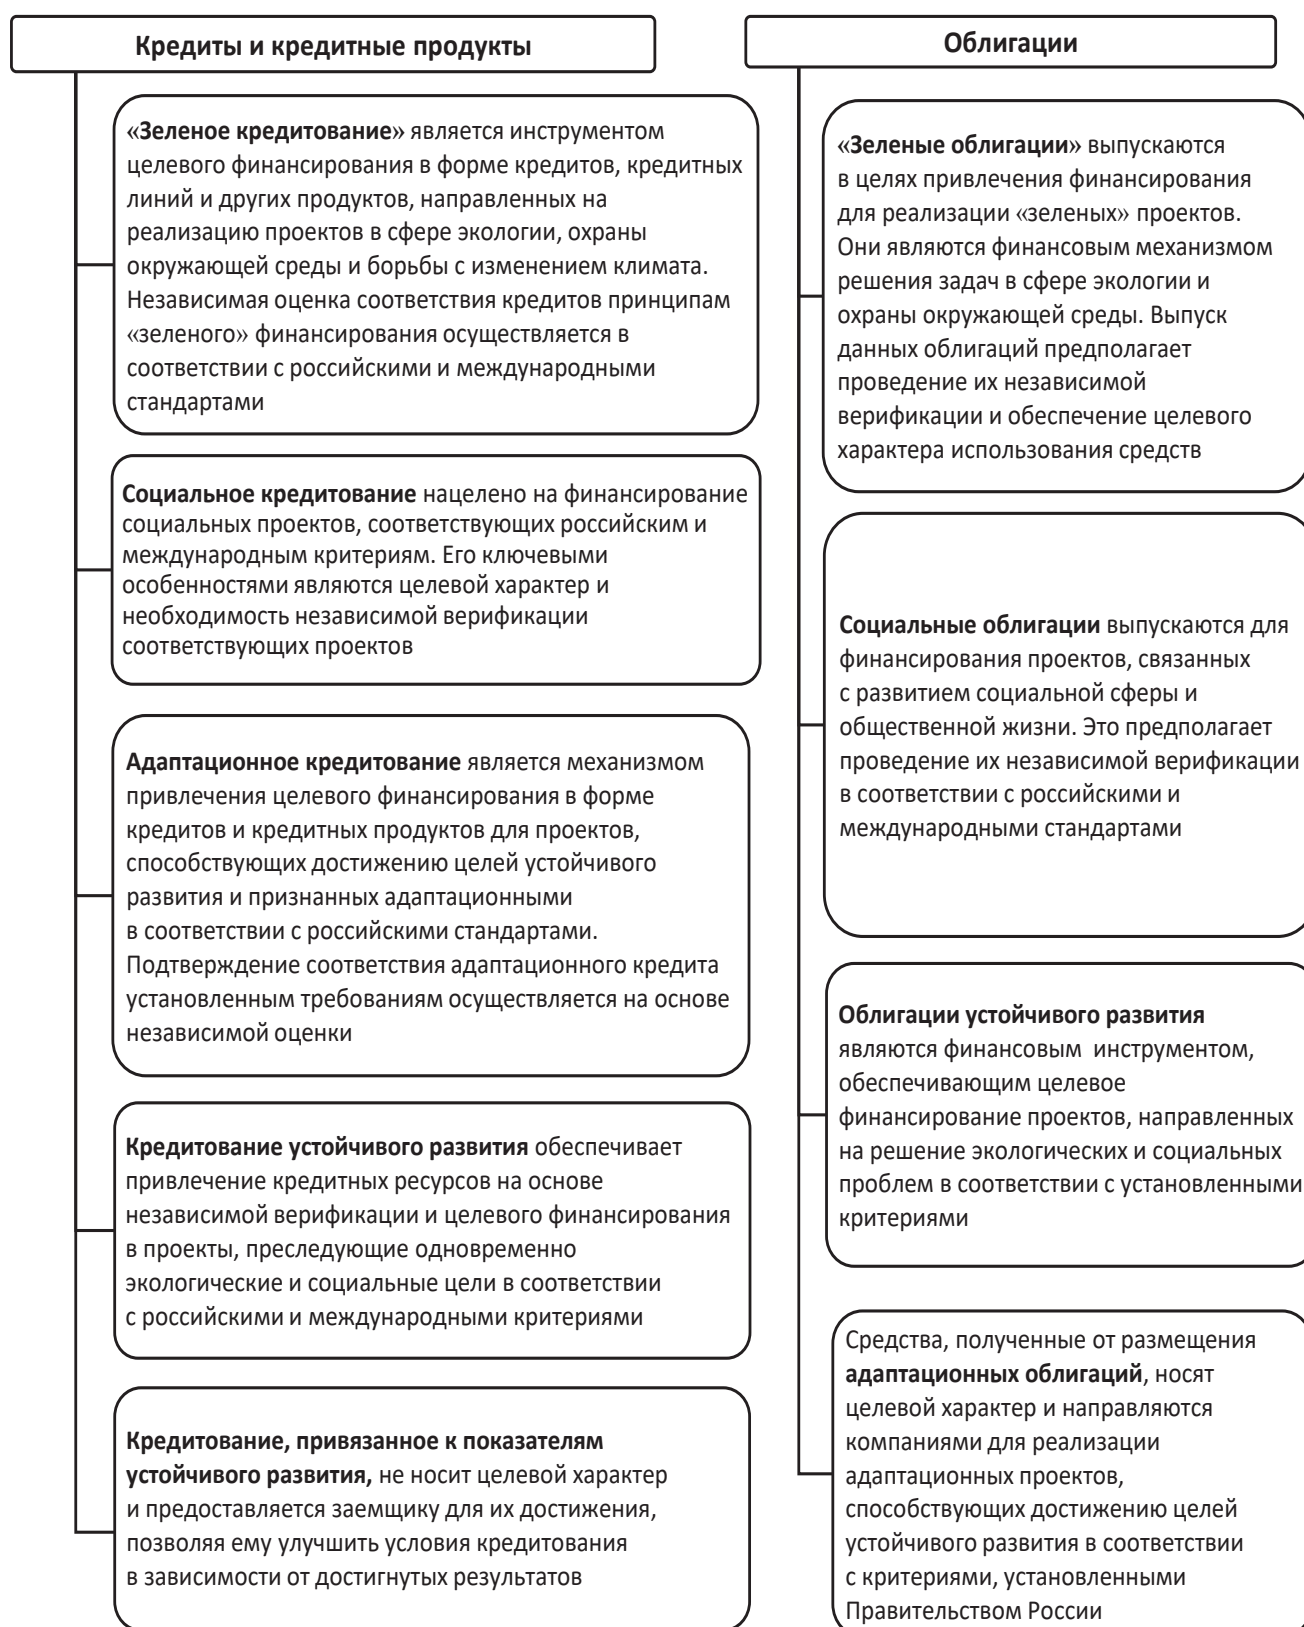 Кредиты и кредитные продукты
«Зеленое кредитование» является инструментом
целевого финансирования в форме кредитов, кредитных
линий и других продуктов, направленных на
реализацию проектов в сфере экологии, охраны
окружающей среды и борьбы с изменением климата.
Независимая оценка соответствия кредитов принципам
«зеленого» финансирования осуществляется в
соответствии с российскими и международными
стандартами
Социальное кредитование нацелено на финансирование
социальных проектов, соответствующих российским и
международным критериям. Его ключевыми
особенностями являются целевой характер и
необходимость независимой верификации
соответствующих проектов
Адаптационное кредитование является механизмом
привлечения целевого финансирования в форме
кредитов и кредитных продуктов для проектов,
способствующих достижению целей устойчивого
развития и признанных адаптационными
в соответствии с российскими стандартами.
Подтверждение соответствия адаптационного кредита
установленным требованиям осуществляется на основе
независимой оценки
Кредитование устойчивого развития обеспечивает
привлечение кредитных ресурсов на основе
независимой верификации и целевого финансирования
в проекты, преследующие одновременно
экологические и социальные цели в соответствии
с российскими и международными критериями
Кредитование, привязанное к показателям
устойчивого развития, не носит целевой характер
и предоставляется заемщику для их достижения,
позволяя ему улучшить условия кредитования
в зависимости от достигнутых результатов
Облигации
«Зеленые облигации» выпускаются
в целях привлечения финансирования
для реализации «зеленых» проектов.
Они являются финансовым механизмом
решения задач в сфере экологии и
охраны окружающей среды. Выпуск
данных облигаций предполагает
проведение их независимой
верификации и обеспечение целевого
характера использования средств
Социальные облигации выпускаются для
финансирования проектов, связанных
с развитием социальной сферы и
общественной жизни. Это предполагает
проведение их независимой верификации
в соответствии с российскими и
международными стандартами
Облигации устойчивого развития
являются финансовым инструментом,
обеспечивающим целевое
финансирование проектов, направленных
на решение экологических и социальных
проблем в соответствии с установленными
критериями
Средства, полученные от размещения
адаптационных облигаций, носят
целевой характер и направляются
компаниями для реализации
адаптационных проектов,
способствующих достижению целей
устойчивого развития в соответствии
с критериями, установленными
Правительством России